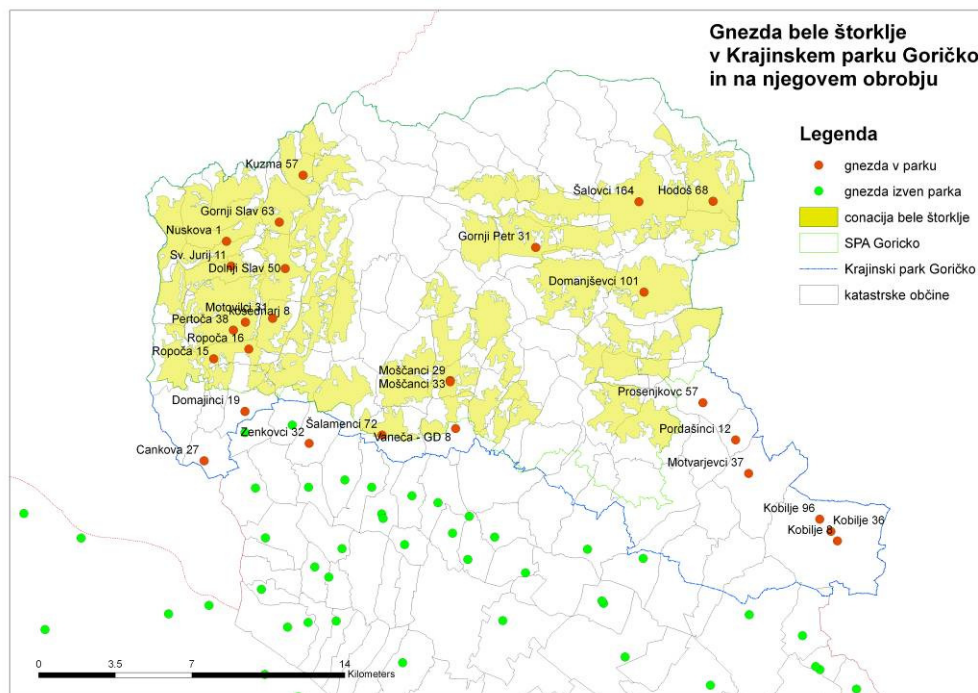 Gnezda bele štorklje
v Krajinskem parku Goričko
in na njegovem obrobju
Legenda
gnezda v parku
gnezda izven parka
conacija bele štorklje
SPA Goricko
Krajinski park Goričko
katastrske občine
Kuzma 57
Šalovci 164
Hodoš 68
Gornji Slav 63
Nuskova 1
Gornji Petr 31
Sv. Jurij 11
Dolnji Slav 50
Domanjševci 101
Motovilci 31
kosednarj 8
Pertoča 38
Ropoča 16
Ropoča 15
Moščanci 29
Moščanci 33
Prosenjkovc 57
Domajinci 19
Šalamenci 72
Zenkovci 32
Vaneča - GD 8
Pordašinci 12
Cankova 27
Motvarjevci 37
Kobilje 96
Kobilje 36
Kobilje 8
0 3.5 7 14
Kilometers